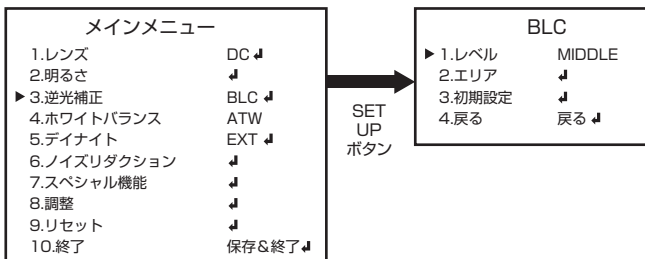 メインメニュー
1.レンズ DC ↲
2.明るさ ↲
▶ 3.逆光補正 BLC ↲
4.ホワイトバランス ATW
5.デイナイト EXT ↲
6.ノイズリダクション ↲
7.スペシャル機能 ↲
8.調整 ↲
9.リセット ↲
10.終了 保存&終了↲
SET
UP
ボタン
BLC
▶ 1.レベル MIDDLE
2.エリア ↲
3.初期設定 ↲
4.戻る 戻る ↲